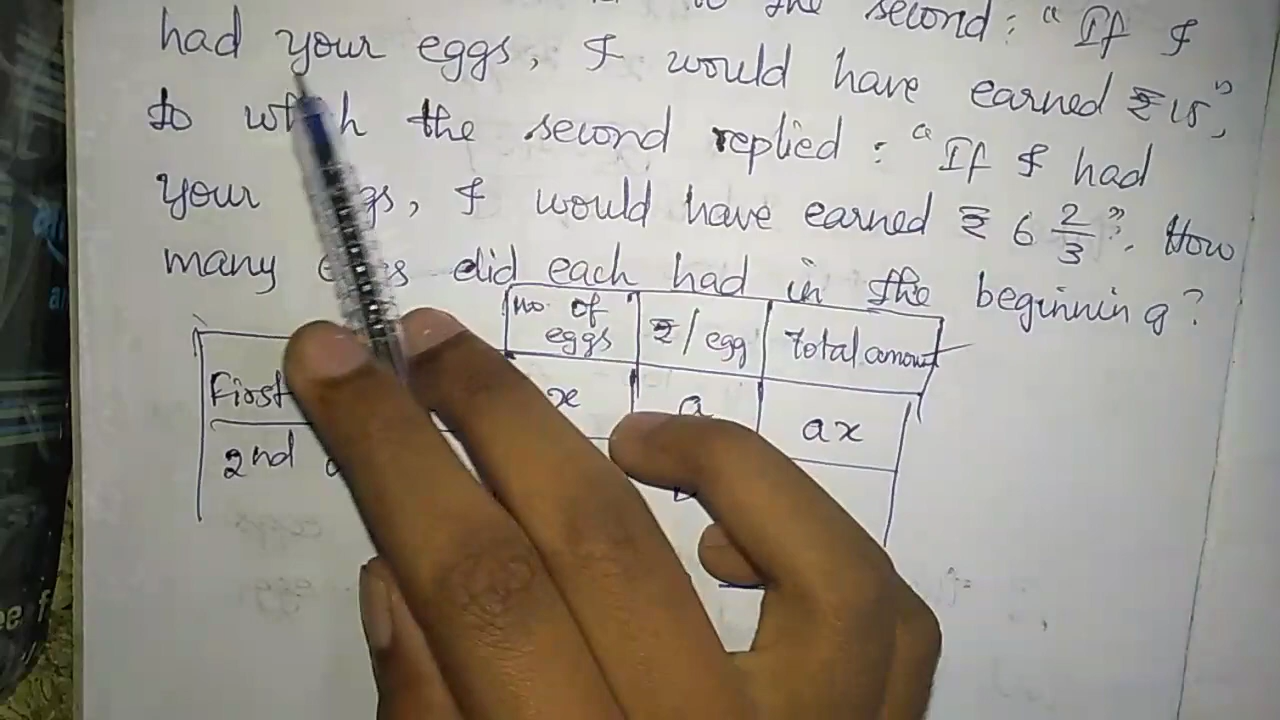 to the second: "If I
had your eggs, I would have earned ₹ 15",
to which the second replied: "If I had
your eggs, I would have earned ₹ 6 2/3". How
many did each had in the beginning?
No. of eggs ₹/egg Total amount
First x a ax
2nd